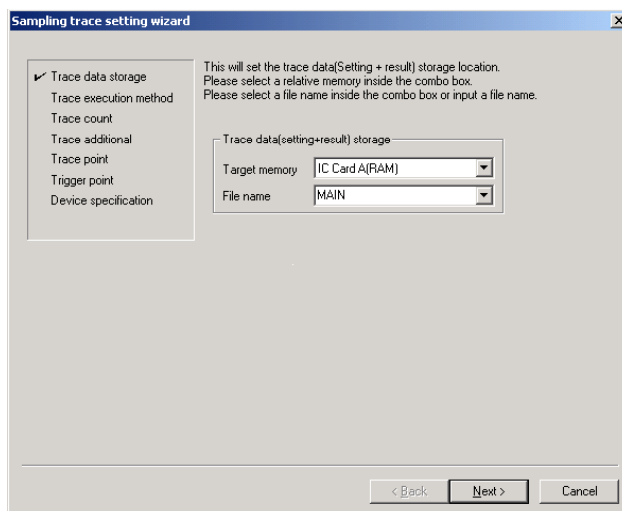 Sampling trace setting wizard
Trace data storage
Trace execution method
Trace count
Trace additional
Trace point
Trigger point
Device specification
This will set the trace data(Setting + result) storage location.
Please select a relative memory inside the combo box.
Please select a file name inside the combo box or input a file name.
Trace data(setting+result) storage
Target memory IC Card A(RAM)
File name MAIN
< Back Next > Cancel